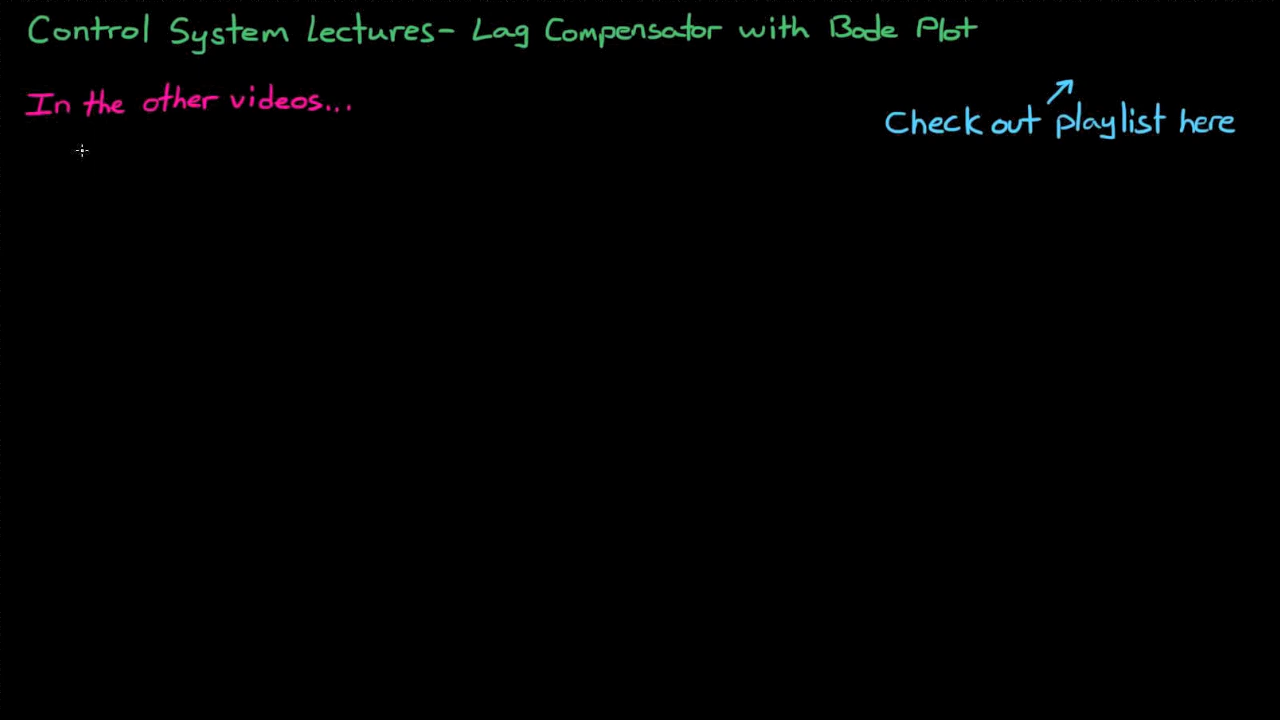 Control System Lectures- Lag Compensator with Bode Plot
In the other videos...
Check out playlist here